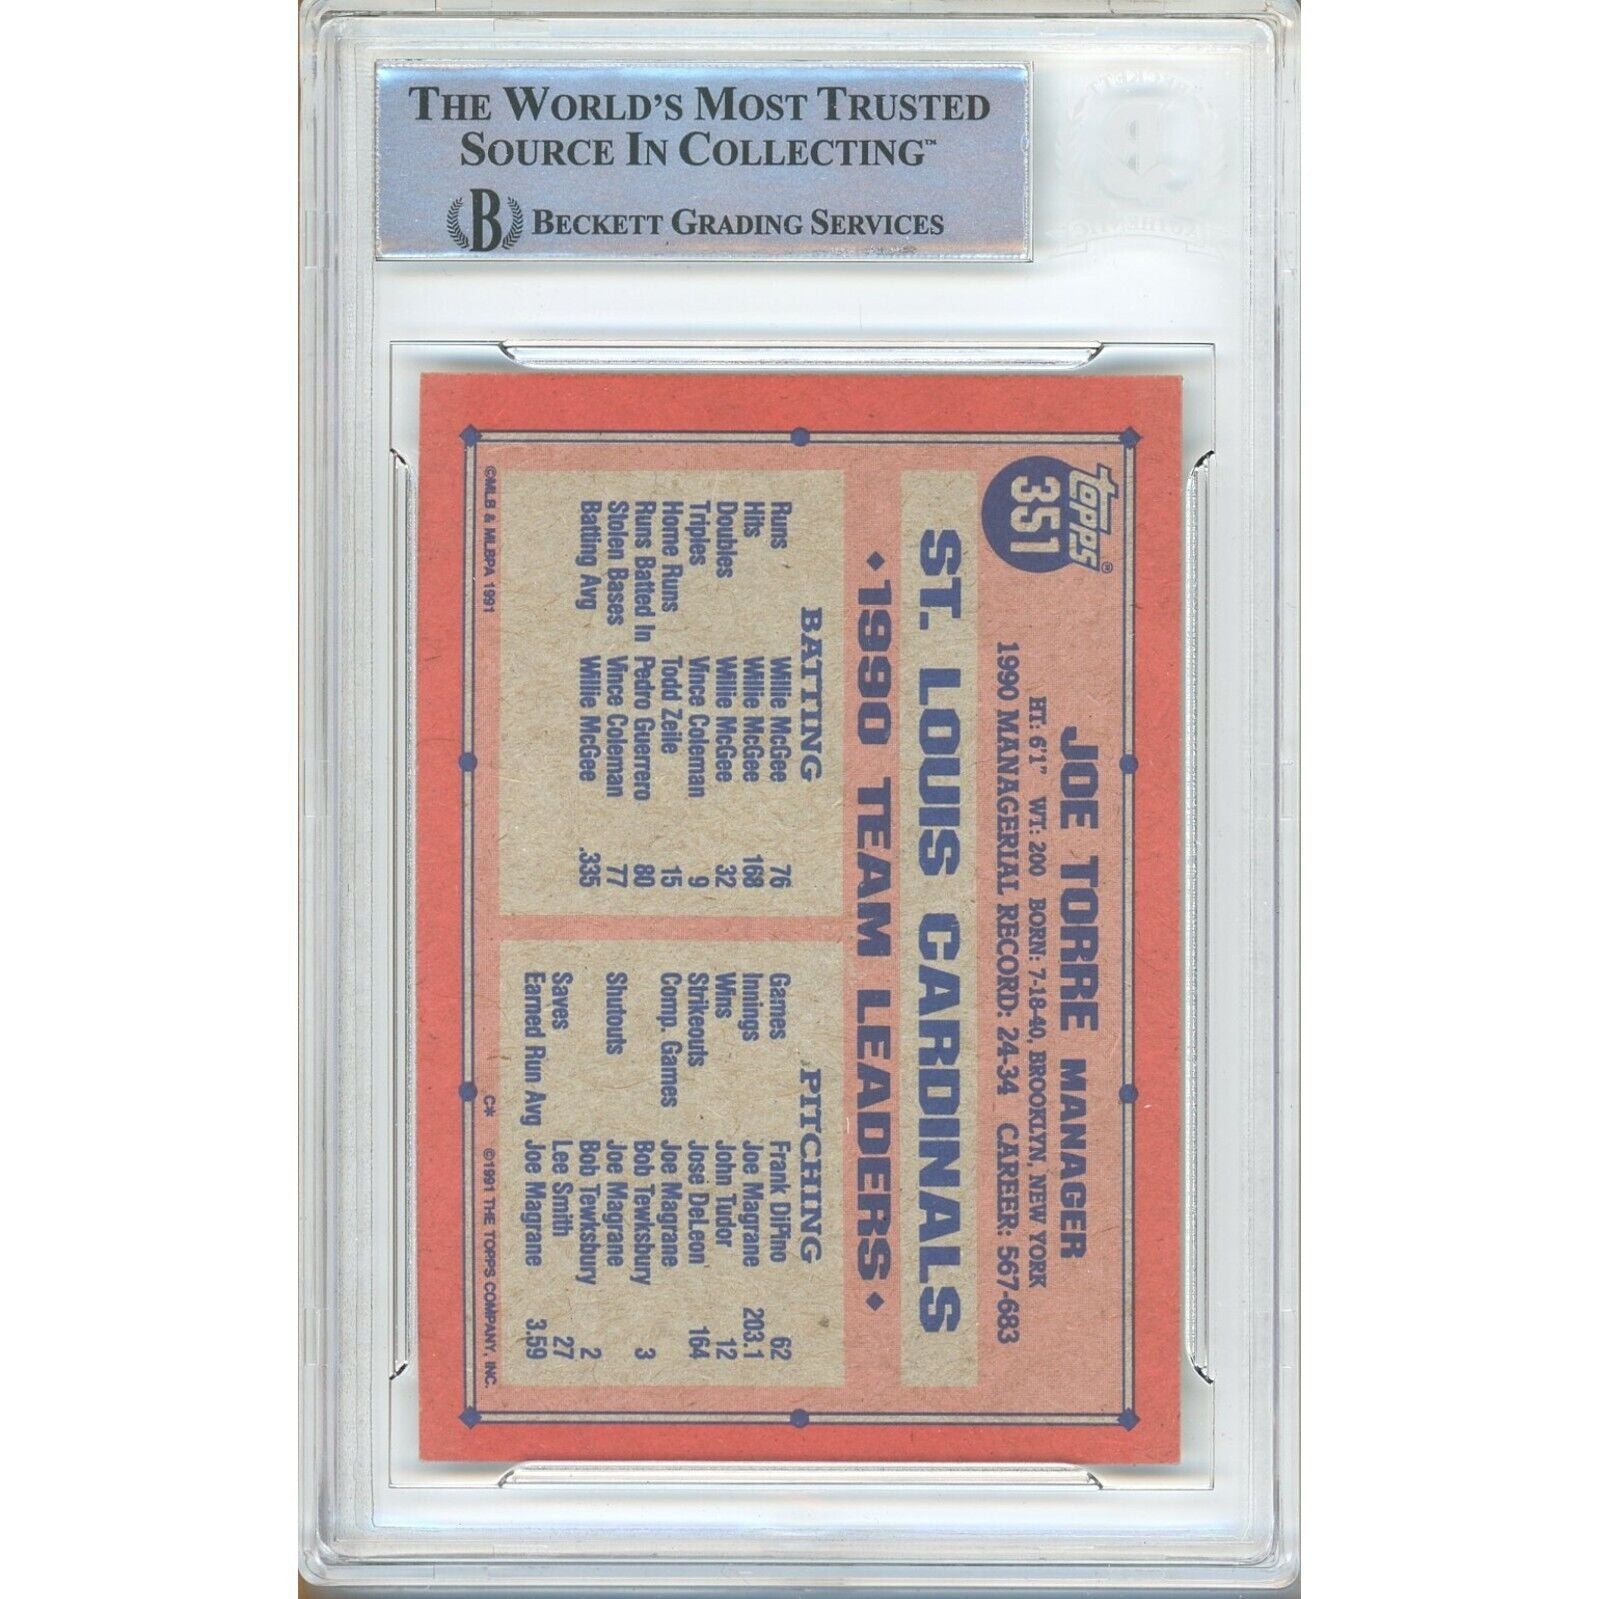 THE WORLD'S MOST TRUSTED
SOURCE IN COLLECTING™
B BECKETT GRADING SERVICES
topps®
351
JOE TORRE MANAGER
HT: 6'1" WT: 200 BORN: 7-18-40, BROOKLYN, NEW YORK
1990 MANAGERIAL RECORD: 24-34 CAREER: 567-683
ST. LOUIS CARDINALS
◆1990 TEAM LEADERS◆
BATTING
Runs Willie McGee 76
Hits Willie McGee 168
Doubles Willie McGee 32
Triples Vince Coleman 9
Home Runs Todd Zeile 15
Runs Batted In Pedro Guerrero 80
Stolen Bases Vince Coleman 77
Batting Avg Willie McGee .335
PITCHING
Games Frank DiPino 62
Innings Joe Magrane 203.1
Wins John Tudor 12
Strikeouts Jose DeLeon 164
Comp. Games Joe Magrane
Bob Tewksbury 3
Shutouts Joe Magrane
Bob Tewksbury 2
Saves Lee Smith 27
Earned Run Avg Joe Magrane 3.59
©MLB & MLBPA 1991
C* ©1991 THE TOPPS COMPANY, INC.